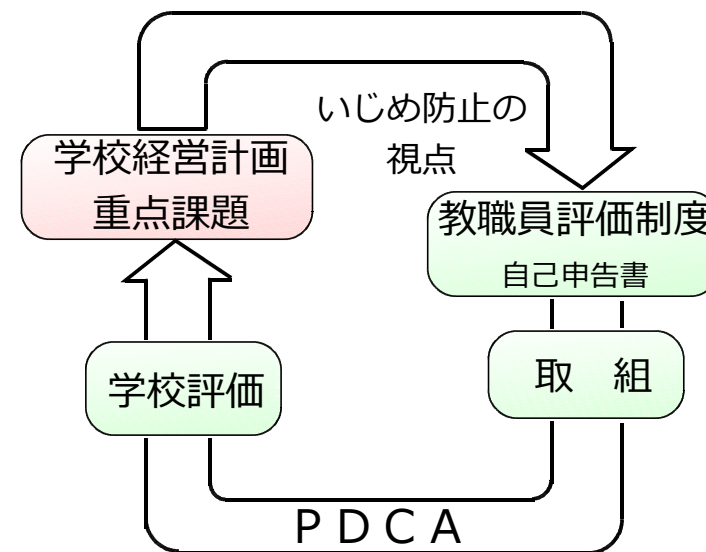 いじめ防止の
視点
学校経営計画
重点課題
教職員評価制度
自己申告書
取　組
学校評価
ＰＤＣＡ